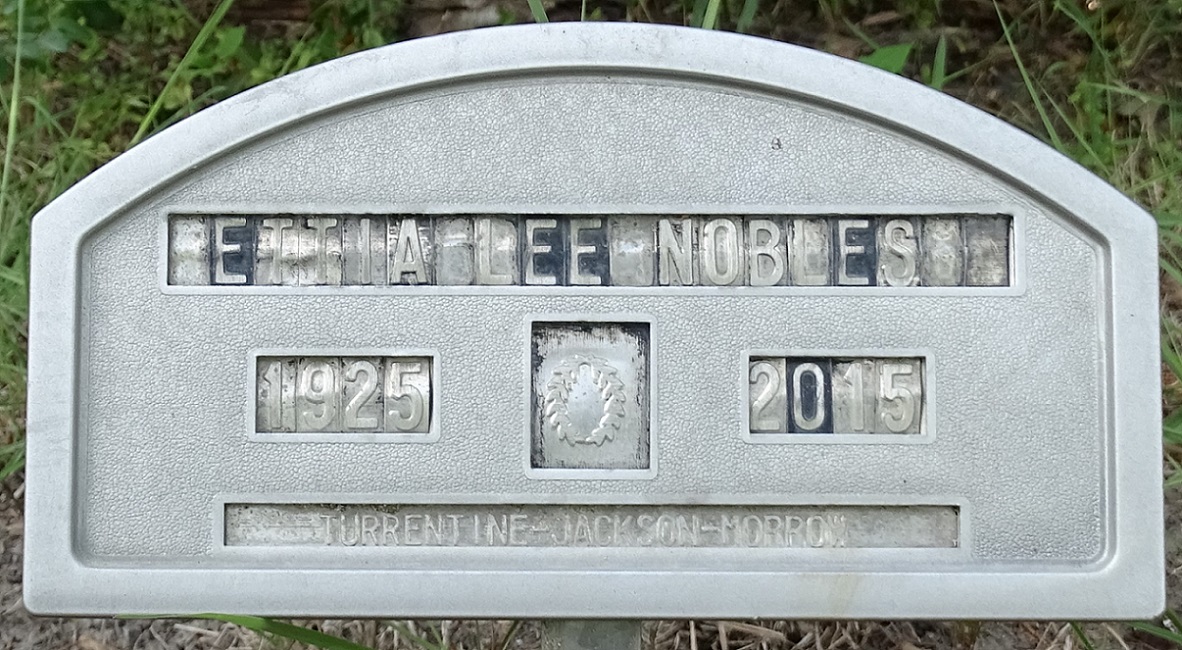 ETTIA LEE NOBLES
1925 2015
TURRENTINE-JACKSON-MORROW